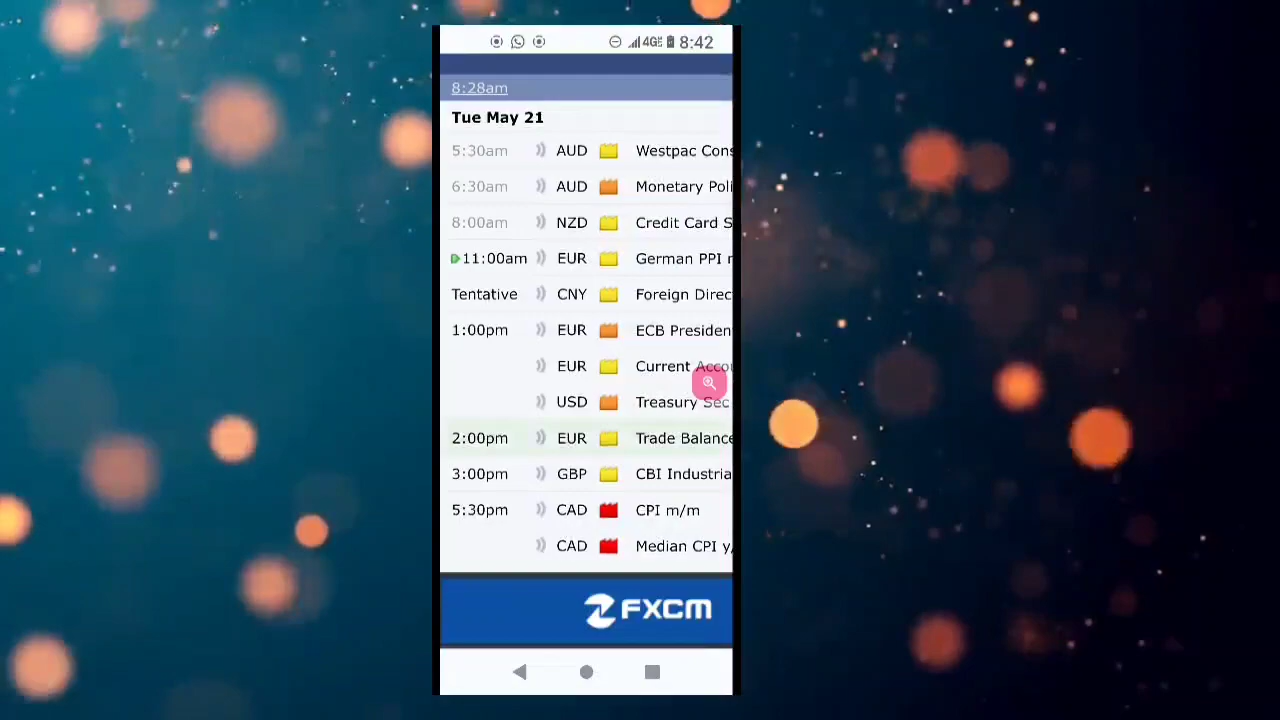 4G 8:42
8:28am
Tue May 21
5:30am AUD Westpac Cons
6:30am AUD Monetary Poli
8:00am NZD Credit Card S
11:00am EUR German PPI
Tentative CNY Foreign Direc
1:00pm EUR ECB Presiden
EUR Current Acco
USD Treasury Sec
2:00pm EUR Trade Balance
3:00pm GBP CBI Industria
5:30pm CAD CPI m/m
CAD Median CPI y/
FXCM